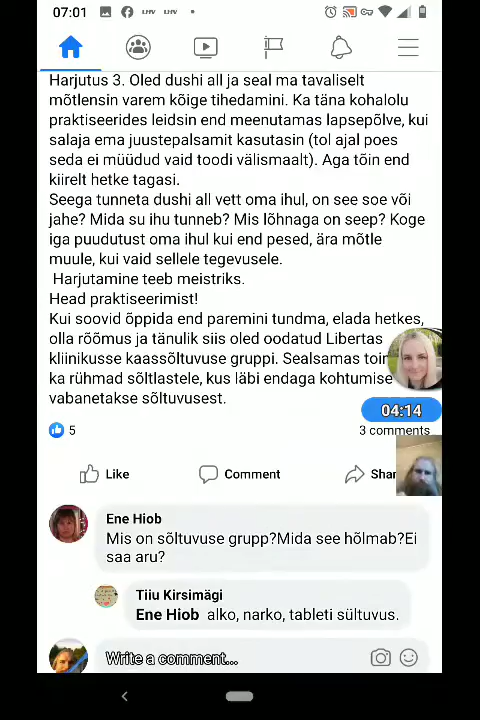 07:01
Harjutus 3. Oled dushi all ja seal ma tavaliselt
mõtlensin varem kõige tihedamini. Ka täna kohalolu
praktiseerides leidsin end meenutamas lapsepõlve, kui
salaja ema juustepalsamit kasutasin (tol ajal poes
seda ei müüdud vaid toodi välismaalt). Aga tõin end
kiirelt hetke tagasi.
Seega tunneta dushi all vett oma ihul, on see soe või
jahe? Mida su ihu tunneb? Mis lõhnaga on seep? Koge
iga puudutust oma ihul kui end pesed, ära mõtle
muule, kui vaid sellele tegevusele.
Harjutamine teeb meistriks.
Head praktiseerimist!
Kui soovid õppida end paremini tundma, elada hetkes,
olla rõõmus ja tänulik siis oled oodatud Libertas
kliinikusse kaassõltuvuse gruppi. Sealsamas
ka rühmad sõltlastele, kus läbi endaga kohtumise
vabanetakse sõltuvusest.
04:14
5
3 comments
Like
Comment
Ene Hiob
Mis on sõltuvuse grupp?Mida see hõlmab?Ei
saa aru?
Tiiu Kirsimägi
Ene Hiob alko, narko, tableti sültuvus.
Write a comment...